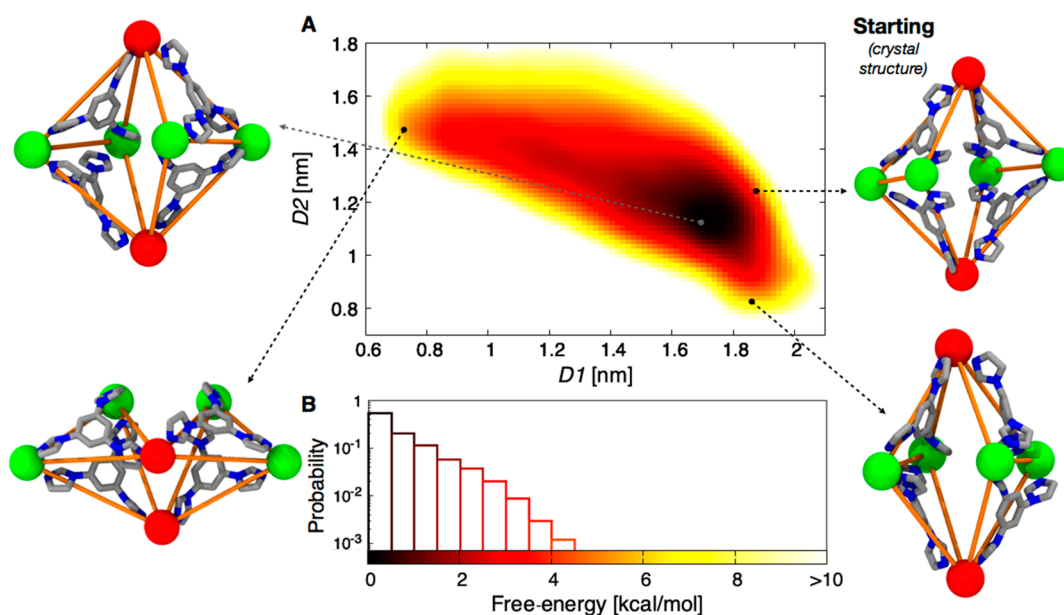 A
1.8
1.6
1.4
1.2
1
0.8
D2 [nm]
0.6 0.8 1 1.2 1.4 1.6 1.8 2
D1 [nm]
Starting
(crystal
structure)
B
1
10-1
10-2
10-3
Probability
0 2 4 6 8 >10
Free-energy [kcal/mol]